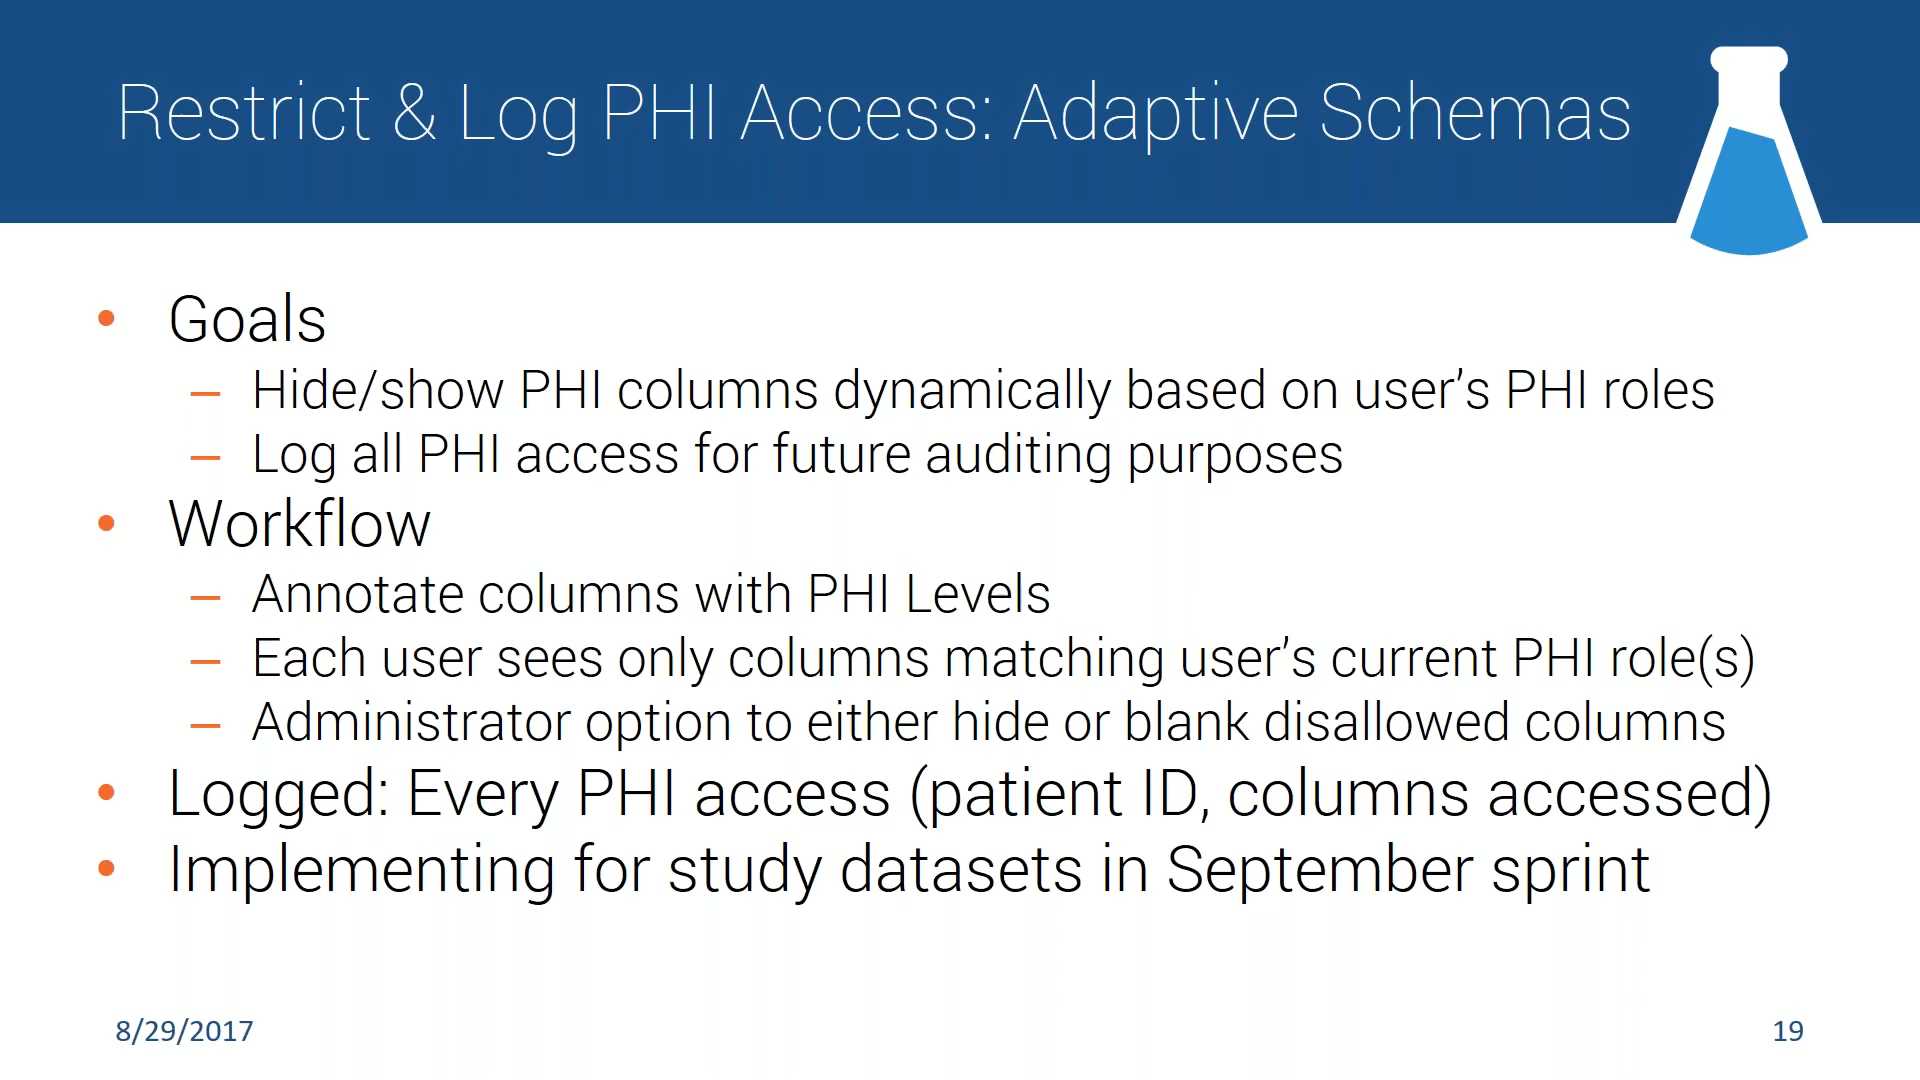 Restrict & Log PHI Access: Adaptive Schemas
• Goals
– Hide/show PHI columns dynamically based on user’s PHI roles
– Log all PHI access for future auditing purposes
• Workflow
– Annotate columns with PHI Levels
– Each user sees only columns matching user’s current PHI role(s)
– Administrator option to either hide or blank disallowed columns
• Logged: Every PHI access (patient ID, columns accessed)
• Implementing for study datasets in September sprint
8/29/2017
19